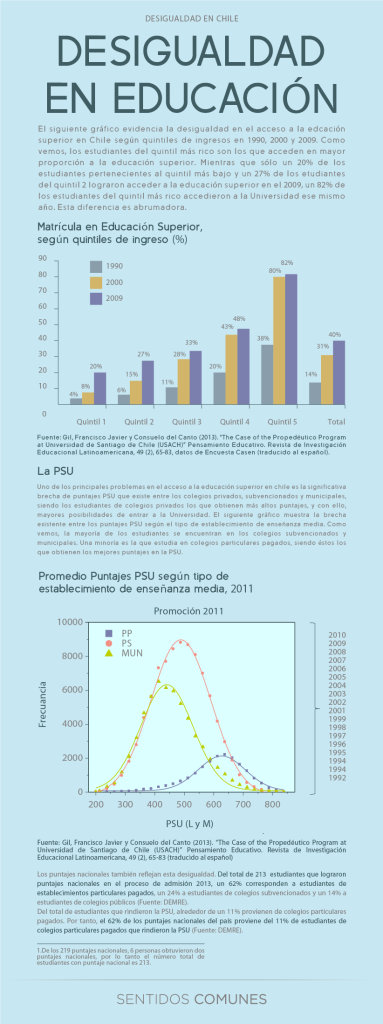 DESIGUALDAD EN CHILE
DESIGUALDAD
EN EDUCACIÓN
El siguiente gráfico evidencia la desigualdad en el acceso a la edcación
superior en Chile según quintiles de ingresos en 1990, 2000 y 2009. Como
vemos, los estudiantes del quintil más rico son los que acceden en mayor
proporción a la educación superior. Mientras que sólo un 20% de los
estudiantes pertenecientes al quintil más bajo y un 27% de los etudiantes
del quintil 2 lograron acceder a la educación superior en el 2009, un 82% de
los estudiantes del quintil más rico accedieron a la Universidad ese mismo
año. Esta diferencia es abrumadora.
Matrícula en Educación Superior,
según quintiles de ingreso (%)
90
80
70
60
50
40
30
20
10
0
1990
2000
2009
4%
8%
20%
6%
15%
27%
11%
28%
33%
20%
43%
48%
38%
80%
82%
14%
31%
40%
Quintil 1
Quintil 2
Quintil 3
Quintil 4
Quintil 5
Total
Fuente: Gil, Francisco Javier y Consuelo del Canto (2013). "The Case of the Propedéutico Program
at Universidad de Santiago de Chile (USACH)" Pensamiento Educativo. Revista de Investigación
Educacional Latinoamericana, 49 (2), 65-83, datos de Encuesta Casen (traducido al español).
La PSU
Uno de los principales problemas en el acceso a la educación superior en chile es la significativa
brecha de puntajes PSU que existe entre los colegios privados, subvencionados y municipales,
siendo los estudiantes de colegios privados los que obtienen más altos puntajes, y con ello,
mayores posibilidades de entrar a la Universidad. El siguiente gráfico muestra la brecha
existente entre los puntajes PSU según el tipo de establecimiento de enseñanza media. Como
vemos, la mayoría de los estudiantes se encuentran en los colegios subvencionados y
municipales. Una minoría es la que estudia en colegios particulares pagados, siendo éstos los
que obtienen los mejores puntajes en la PSU.
Promedio Puntajes PSU según tipo de
establecimiento de enseñanza media, 2011
Promoción 2011
10000
8000
6000
4000
2000
0
Frecuancia
PP
PS
MUN
200
300
400
500
600
700
800
PSU (L y M)
2010
2009
2008
2007
2006
2005
2004
2003
2002
2001
1999
1998
1997
1996
1995
1994
1994
1992
Fuente: Gil, Francisco Javier y Consuelo del Canto (2013). "The Case of the Propedéutico Program at
Universidad de Santiago de Chile (USACH)" Pensamiento Educativo. Revista de Investigación
Educacional Latinoamericana, 49 (2), 65-83 (traducido al español)
Los puntajes nacionales también reflejan esta desigualdad. Del total de 213 estudiantes que lograron
puntajes nacionales en el proceso de admisión 2013, un 62% corresponden a estudiantes de
establecimientos particulares pagados, un 24% a estudiantes de colegios subvencionados y un 14% a
estudiantes de colegios públicos (Fuente: DEMRE).
Del total de estudiantes que rindieron la PSU, alrededor de un 11% provienen de colegios particulares
pagados. Por tanto, el 62% de los puntajes nacionales del país proviene del 11% de estudiantes de
colegios particulares pagados que rindieron la PSU (Fuente: DEMRE).
1.De los 219 puntajes nacionales, 6 personas obtuvieron dos
puntajes nacionales, por lo tanto el número total de
estudiantes con puntaje nacional es 213.
SENTIDOS COMUNES